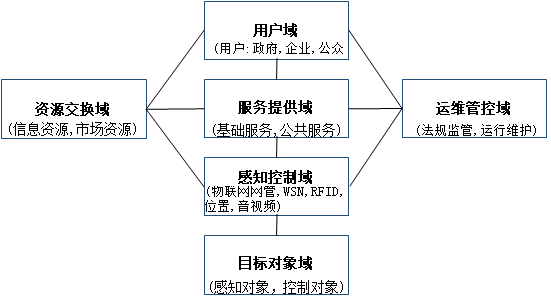 用户域
(用户:政府,企业,公众
资源交换域
(信息资源,市场资源)
服务提供域
(基础服务,公共服务)
运维管控域
(法规监管,运行维护)
感知控制域
(物联网网管,WSN,RFID,
位置,音视频)
目标对象域
(感知对象，控制对象)